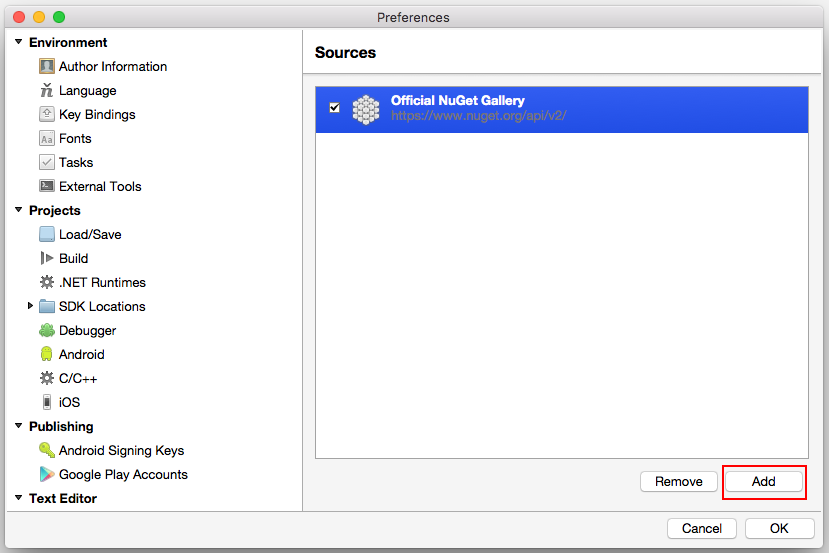 Preferences
Environment
Author Information
Language
Key Bindings
Fonts
Tasks
External Tools
Projects
Load/Save
Build
.NET Runtimes
SDK Locations
Debugger
Android
C/C++
iOS
Publishing
Android Signing Keys
Google Play Accounts
Text Editor
Sources
Official NuGet Gallery
https://www.nuget.org/api/v2/
Remove
Add
Cancel
OK